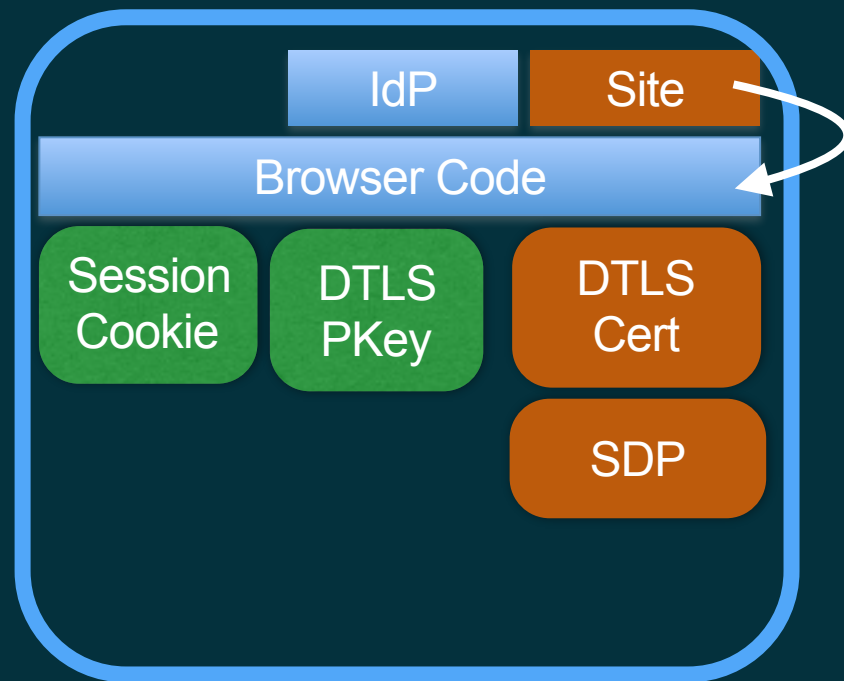 IdP
Site
Browser Code
Session
Cookie
DTLS
PKey
DTLS
Cert
SDP